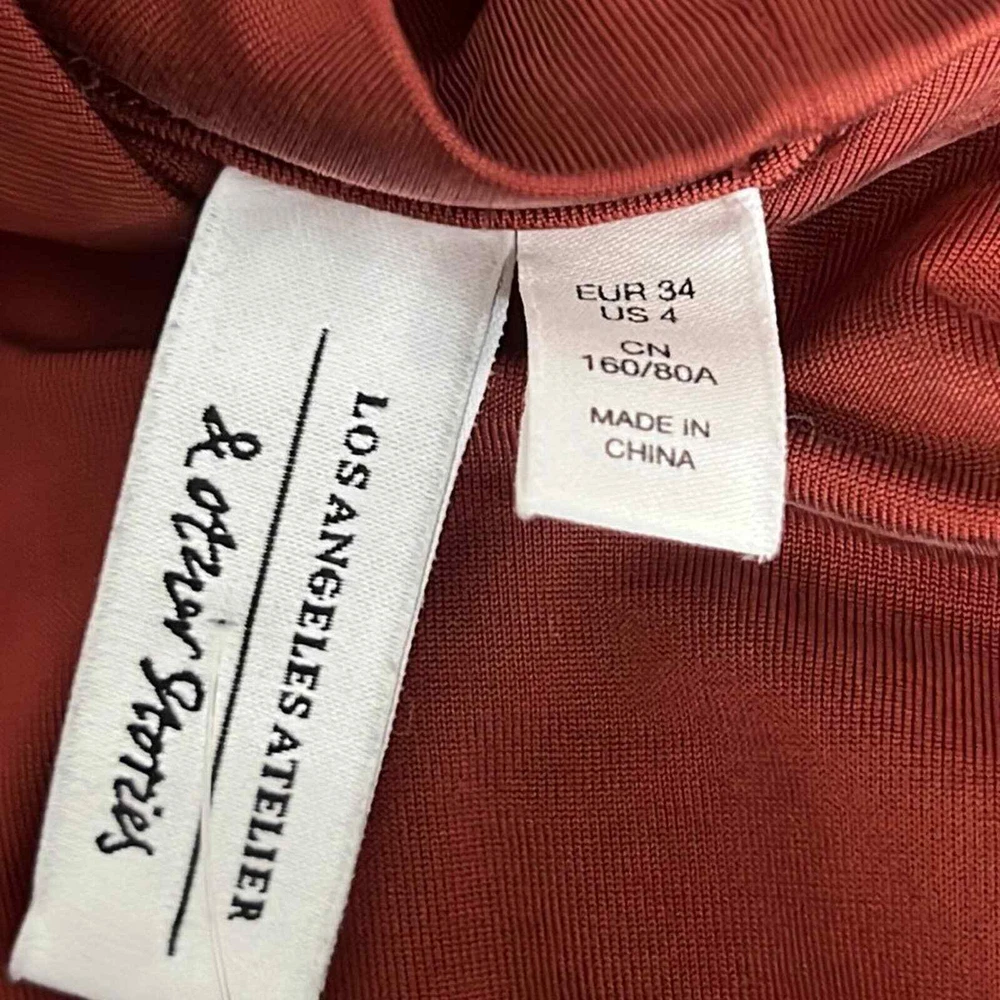 & other Stories
LOS ANGELES ATELIER
EUR 34
US 4
CN
160/80A
MADE IN
CHINA